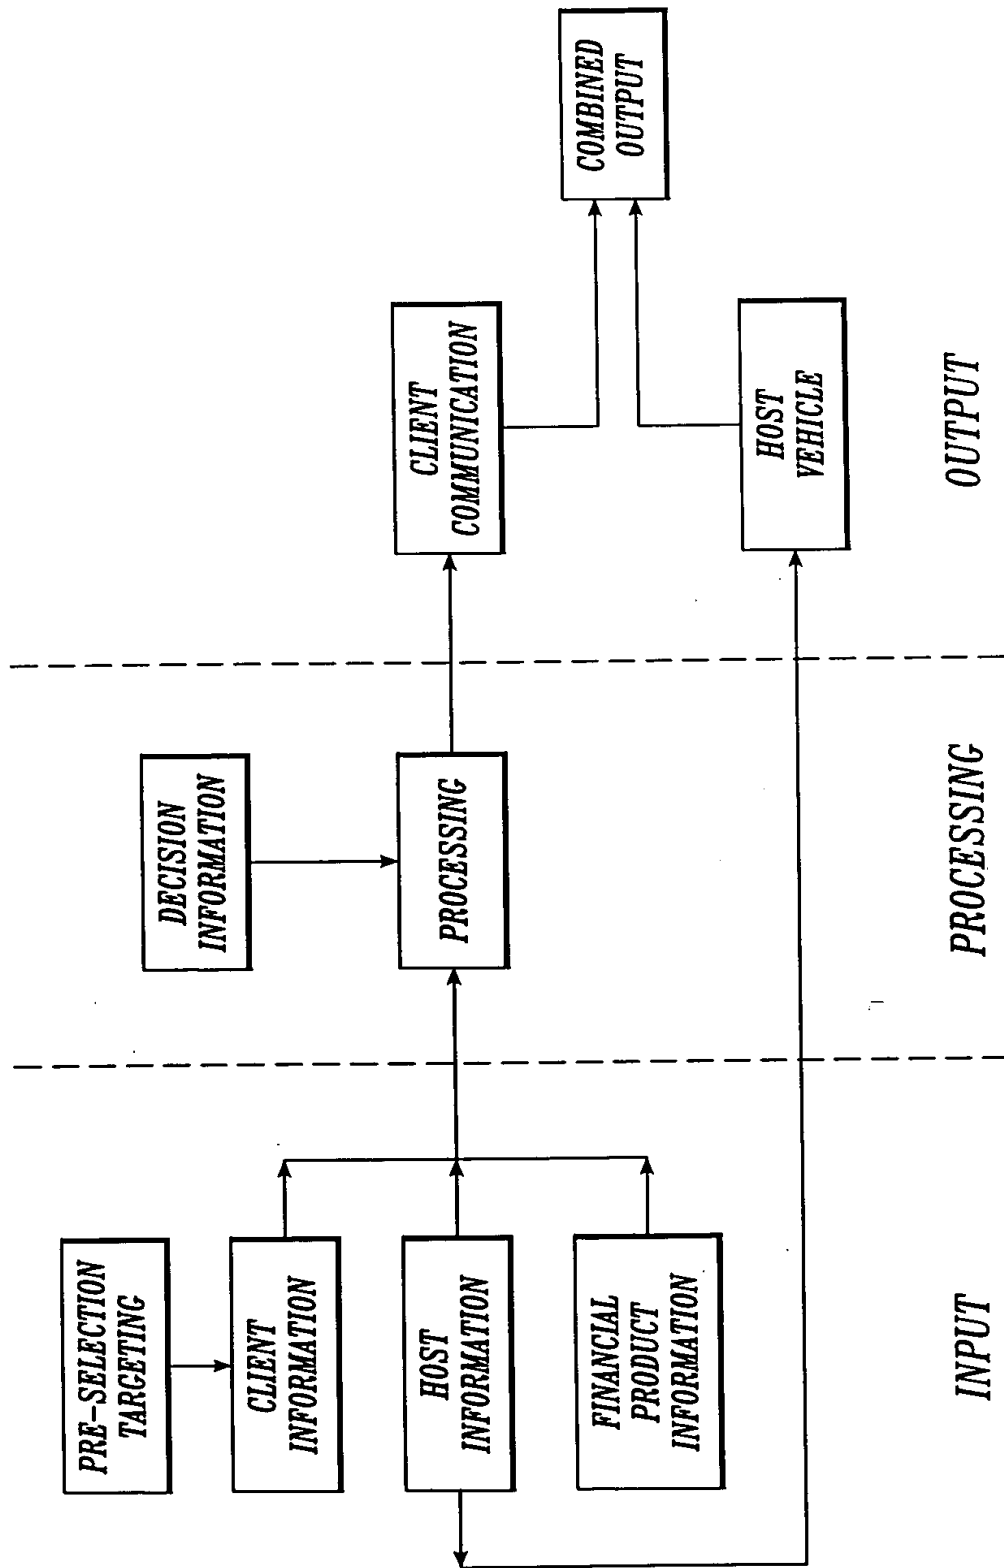 PRE-SELECTION
TARGETING
CLIENT
INFORMATION
HOST
INFORMATION
FINANCIAL
PRODUCT
INFORMATION
INPUT
DECISION
INFORMATION
PROCESSING
PROCESSING
CLIENT
COMMUNICATION
HOST
VEHICLE
OUTPUT
COMBINED
OUTPUT